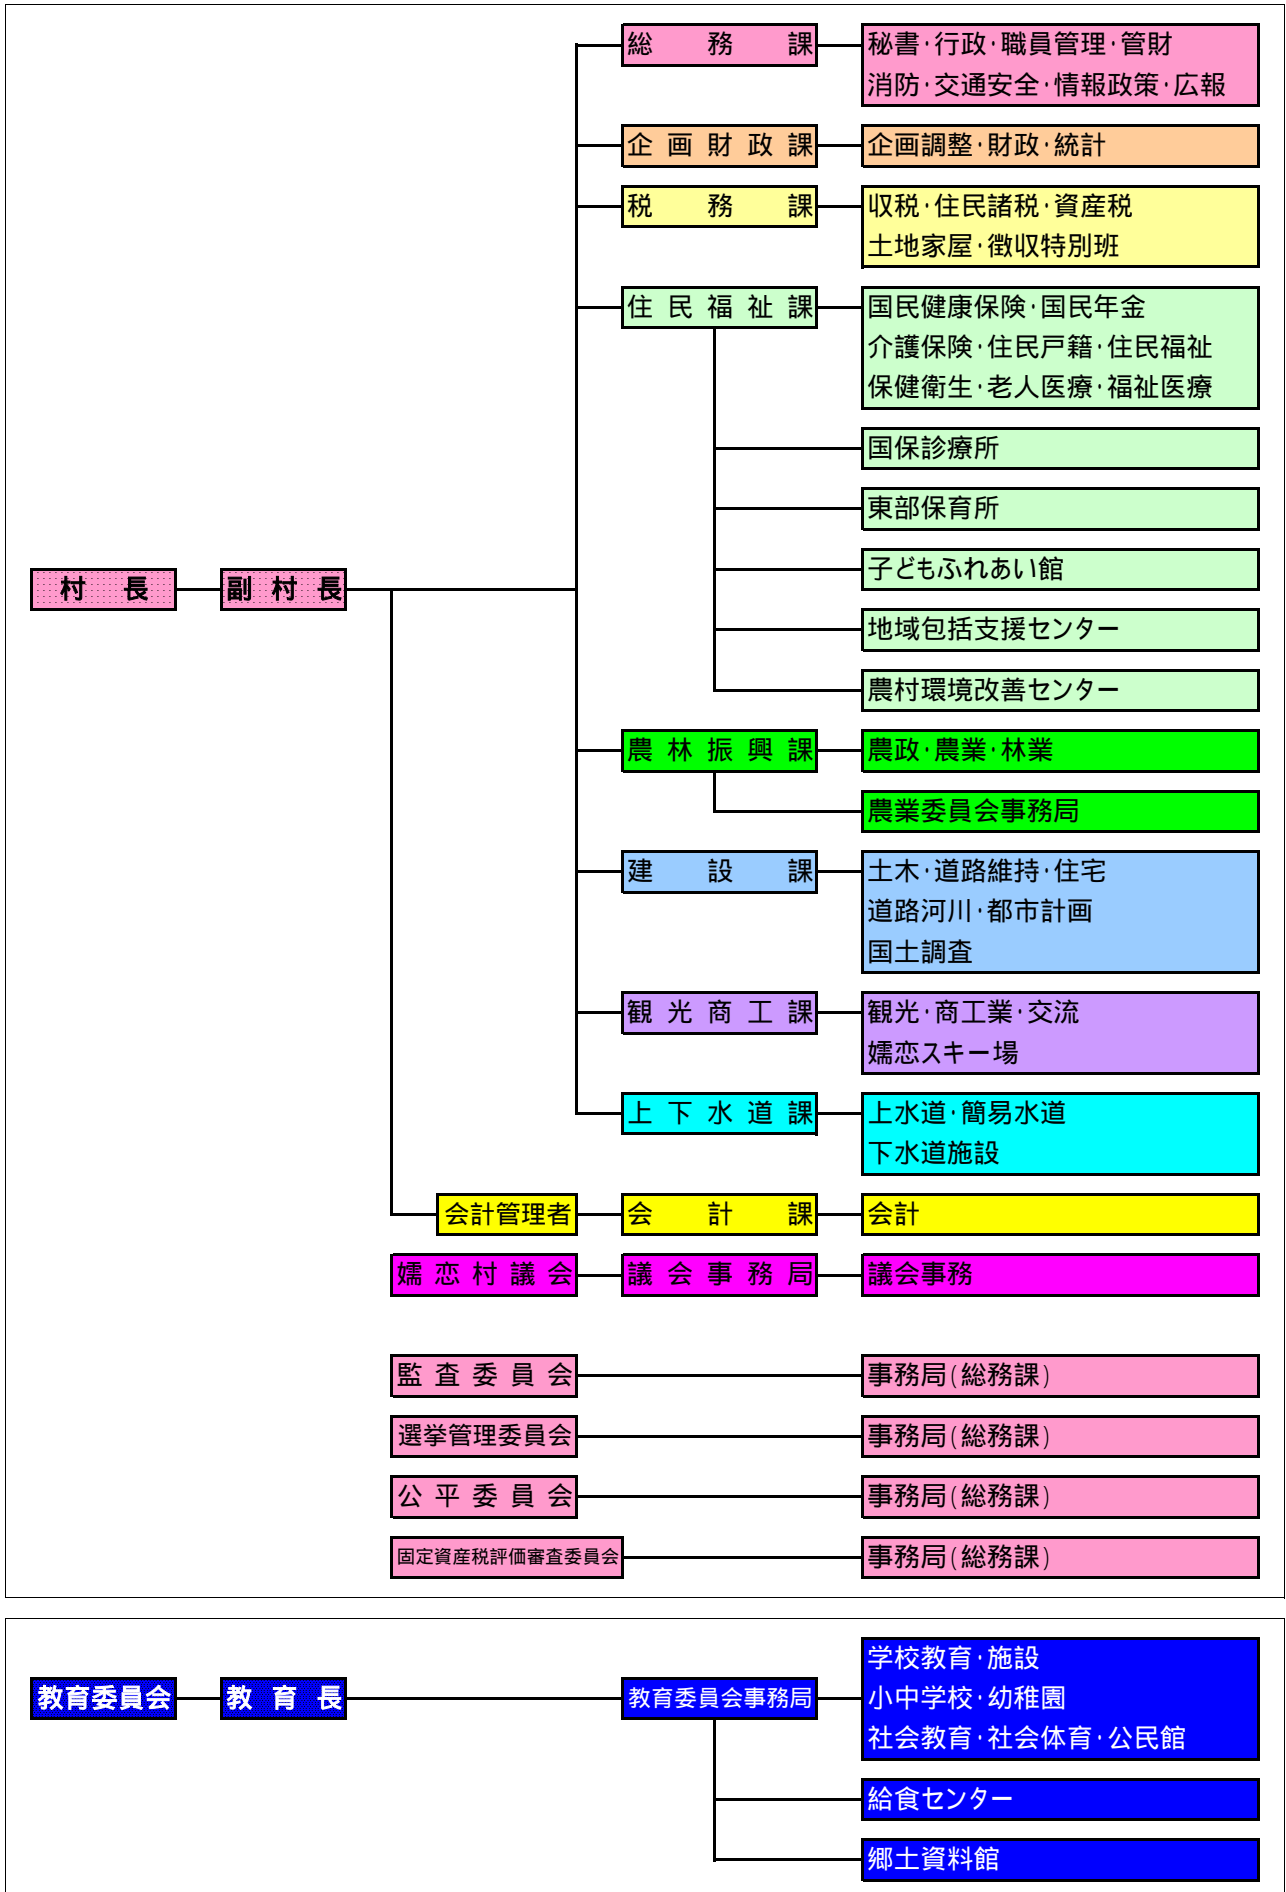 総務課
秘書・行政・職員管理・管財
消防・交通安全・情報政策・広報
企画財政課
企画調整・財政・統計
税務課
収税・住民諸税・資産税
土地家屋・徴収特別班
住民福祉課
国民健康保険・国民年金
介護保険・住民戸籍・住民福祉
保健衛生・老人医療・福祉医療
国保診療所
東部保育所
子どもふれあい館
村長
副村長
地域包括支援センター
農村環境改善センター
農林振興課
農政・農業・林業
農業委員会事務局
建設課
土木・道路維持・住宅
道路河川・都市計画
国土調査
観光商工課
観光・商工業・交流
嬬恋スキー場
上下水道課
上水道・簡易水道
下水道施設
会計管理者
会計課
会計
嬬恋村議会
議会事務局
議会事務
監査委員会
事務局(総務課)
選挙管理委員会
事務局(総務課)
公平委員会
事務局(総務課)
固定資産税評価審査委員会
事務局(総務課)
教育委員会
教育長
教育委員会事務局
学校教育・施設
小中学校・幼稚園
社会教育・社会体育・公民館
給食センター
郷土資料館